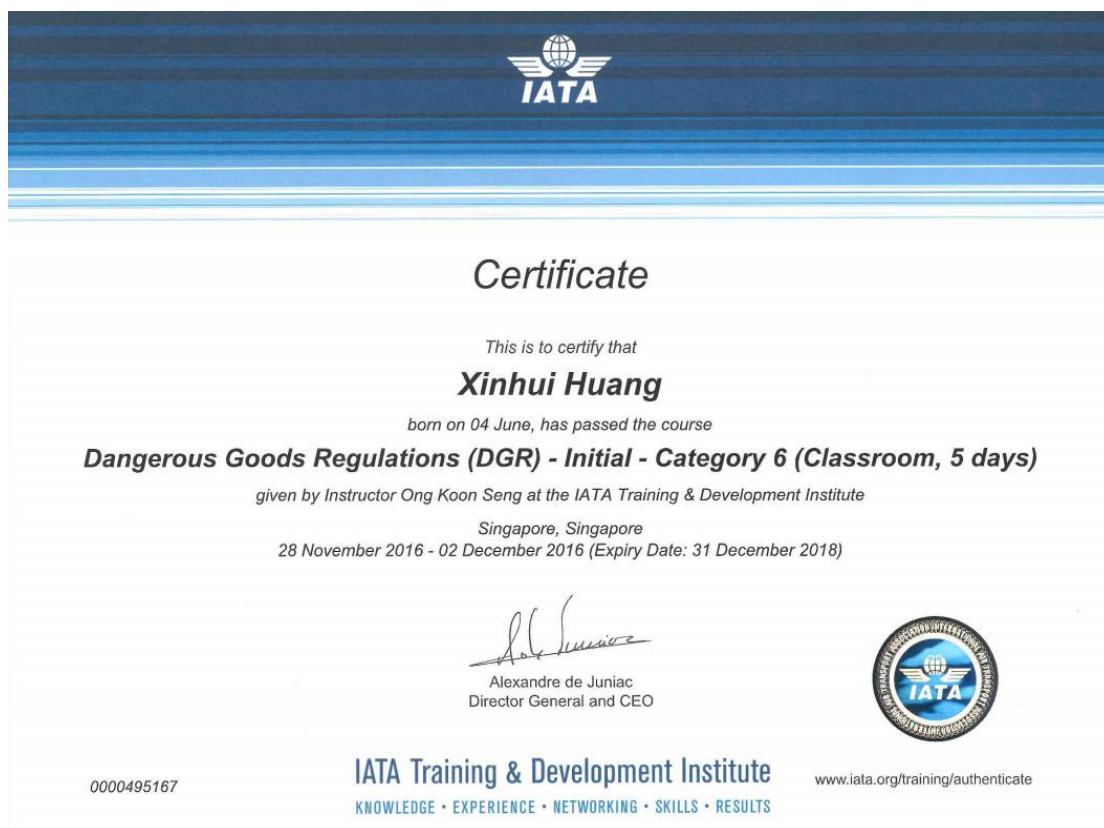 IATA
Certificate
This is to certify that
Xinhui Huang
born on 04 June, has passed the course
Dangerous Goods Regulations (DGR) - Initial - Category 6 (Classroom, 5 days)
given by Instructor Ong Koon Seng at the IATA Training & Development Institute
Singapore, Singapore
28 November 2016 - 02 December 2016 (Expiry Date: 31 December 2018)
Alexandre de Juniac
Director General and CEO
IATA
0000495167
IATA Training & Development Institute
KNOWLEDGE • EXPERIENCE • NETWORKING • SKILLS • RESULTS
www.iata.org/training/authenticate